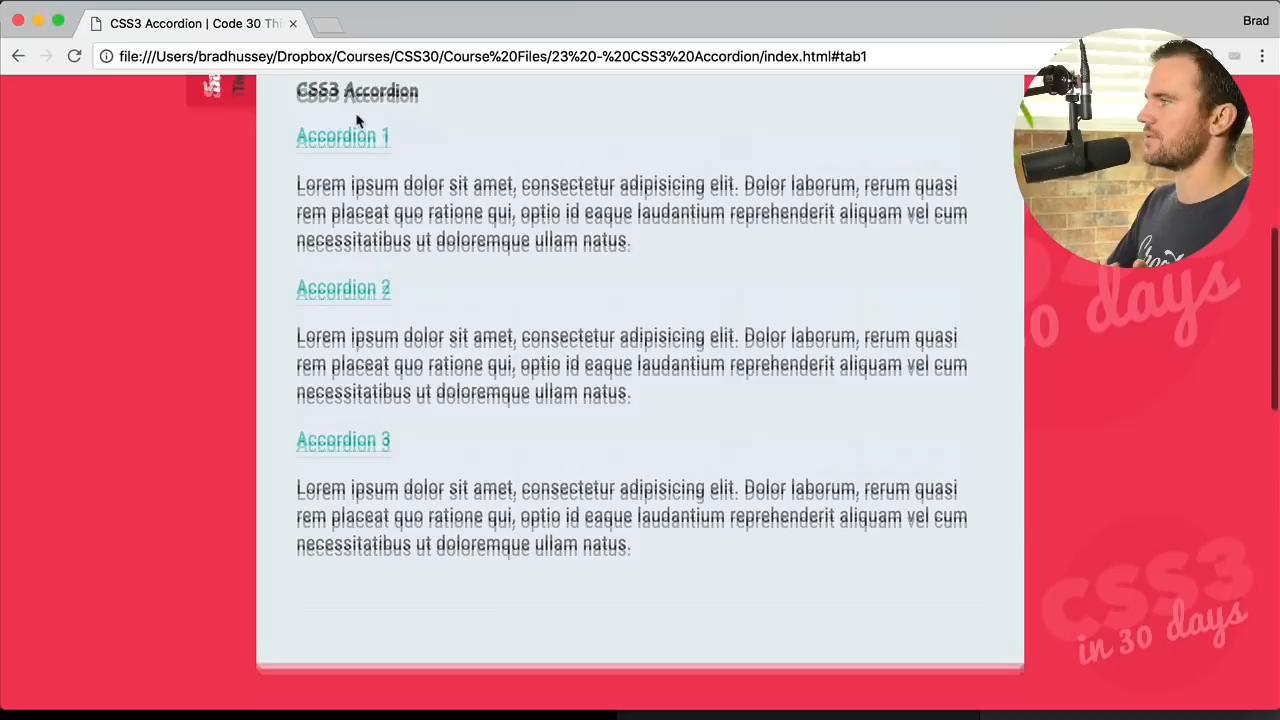 CSS3 Accordion | Code 30 Thi
Brad
file:///Users/bradhussey/Dropbox/Courses/CSS30/Course%20Files/23%20-%20CSS3%20Accordion/index.html#tab1
CSS3 Accordion
Accordion 1
Lorem ipsum dolor sit amet, consectetur adipisicing elit. Dolor laborum, rerum quasi
rem placeat quo ratione qui, optio id eaque laudantium reprehenderit aliquam vel cum
necessitatibus ut doloremque ullam natus.
Accordion 2
Lorem ipsum dolor sit amet, consectetur adipisicing elit. Dolor laborum, rerum quasi
rem placeat quo ratione qui, optio id eaque laudantium reprehenderit aliquam vel cum
necessitatibus ut doloremque ullam natus.
Accordion 3
Lorem ipsum dolor sit amet, consectetur adipisicing elit. Dolor laborum, rerum quasi
rem placeat quo ratione qui, optio id eaque laudantium reprehenderit aliquam vel cum
necessitatibus ut doloremque ullam natus.
0 days
CSS3
in 30 days